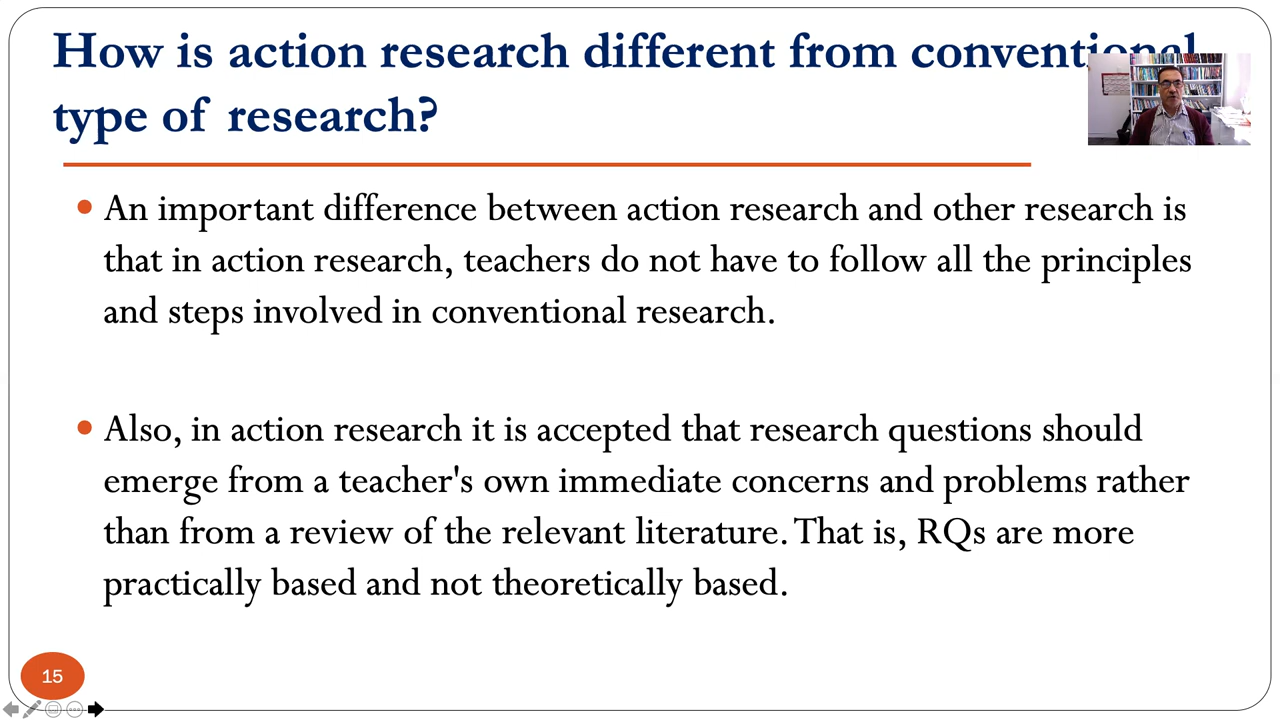 How is action research different from conventional
type of research?
An important difference between action research and other research is
that in action research, teachers do not have to follow all the principles
and steps involved in conventional research.
Also, in action research it is accepted that research questions should
emerge from a teacher's own immediate concerns and problems rather
than from a review of the relevant literature. That is, RQs are more
practically based and not theoretically based.
15